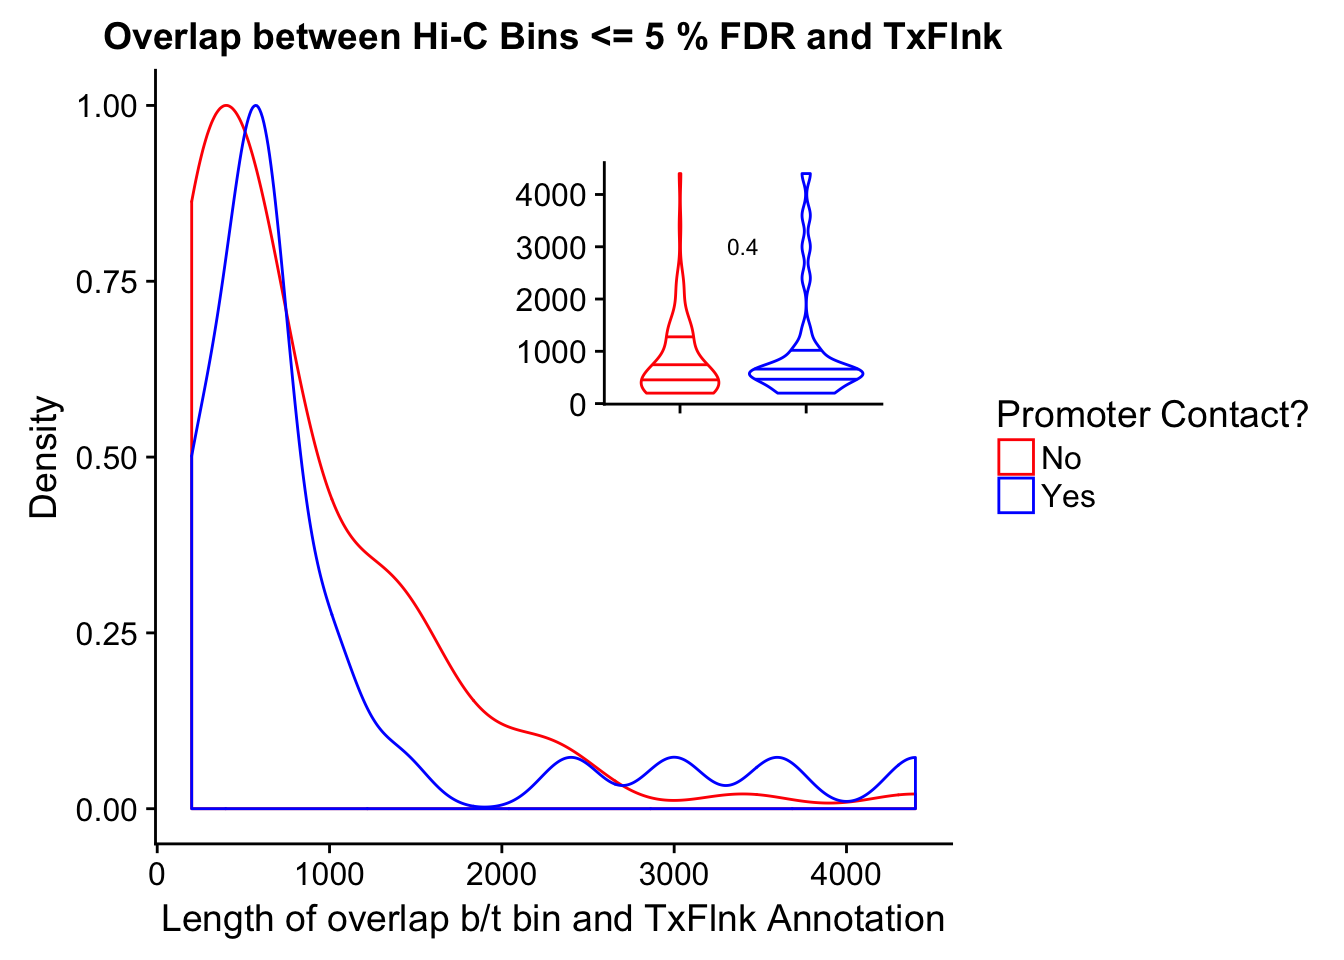 Overlap between Hi-C Bins <= 5 % FDR and TxFlnk
1.00
0.75
0.50
0.25
0.00
Density
0
1000
2000
3000
4000
Length of overlap b/t bin and TxFlnk Annotation
4000
3000
2000
1000
0
0.4
Promoter Contact?
No
Yes